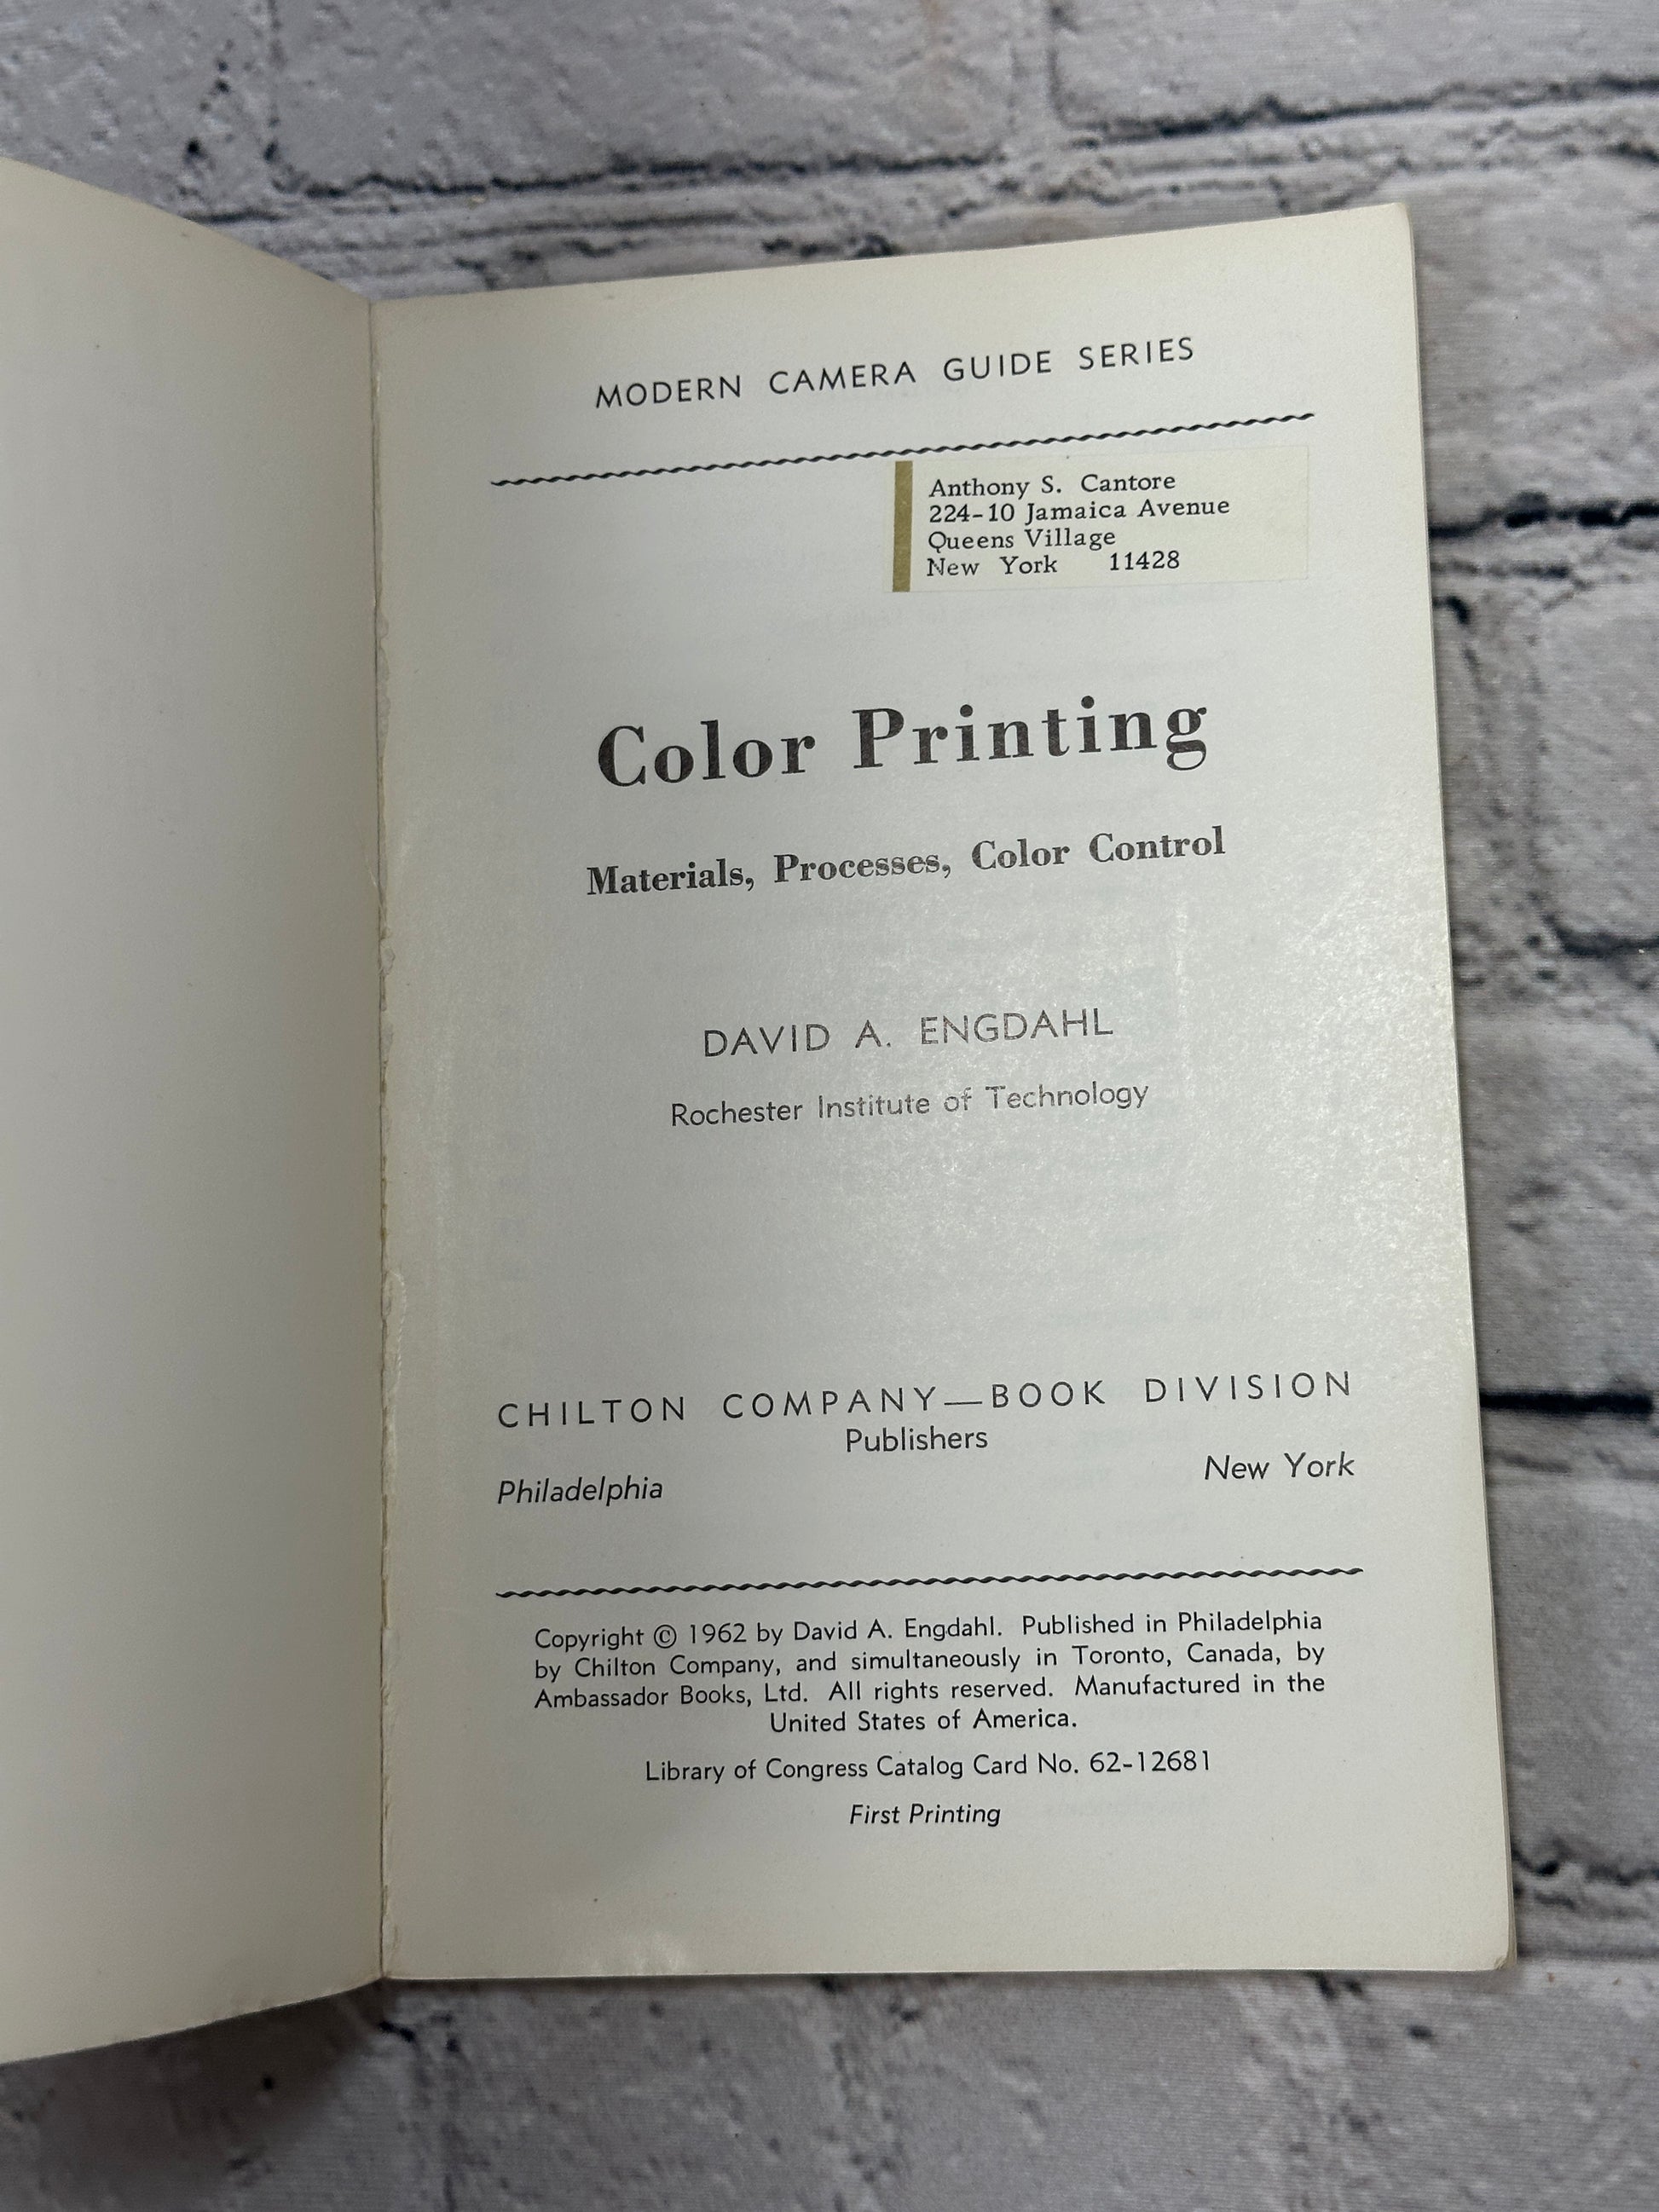 MODERN CAMERA GUIDE SERIES
Anthony S. Cantore
224-10 Jamaica Avenue
Queens Village
New York 11428
Color Printing
Materials, Processes, Color Control
DAVID A. ENGDAHL
Rochester Institute of Technology
CHILTON COMPANY—BOOK DIVISION
Publishers
Philadelphia New York
Copyright © 1962 by David A. Engdahl. Published in Philadelphia
by Chilton Company, and simultaneously in Toronto, Canada, by
Ambassador Books, Ltd. All rights reserved. Manufactured in the
United States of America.
Library of Congress Catalog Card No. 62-12681
First Printing